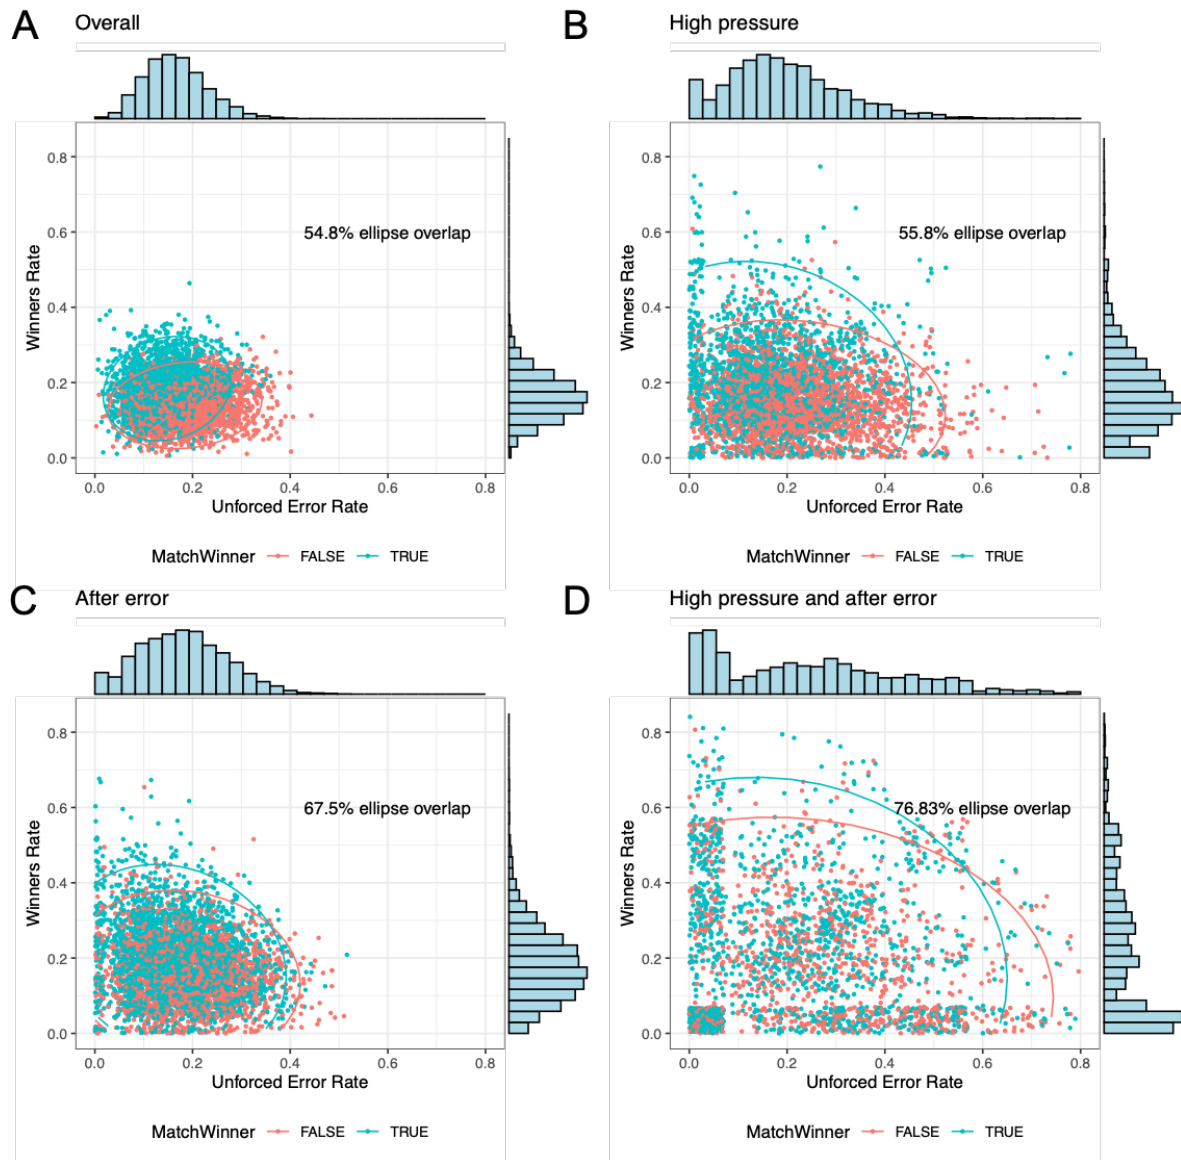 A Overall
0.8
0.6
54.8% ellipse overlap
0.4
0.2
0.0
Winners Rate
0.0 0.2 0.4 0.6 0.8
Unforced Error Rate
MatchWinner FALSE TRUE
B High pressure
0.8
0.6
55.8% ellipse overlap
0.4
0.2
0.0
Winners Rate
0.0 0.2 0.4 0.6 0.8
Unforced Error Rate
MatchWinner FALSE TRUE
C After error
0.8
0.6
67.5% ellipse overlap
0.4
0.2
0.0
Winners Rate
0.0 0.2 0.4 0.6 0.8
Unforced Error Rate
MatchWinner FALSE TRUE
D High pressure and after error
0.8
0.6
76.83% ellipse overlap
0.4
0.2
0.0
Winners Rate
0.0 0.2 0.4 0.6 0.8
Unforced Error Rate
MatchWinner FALSE TRUE